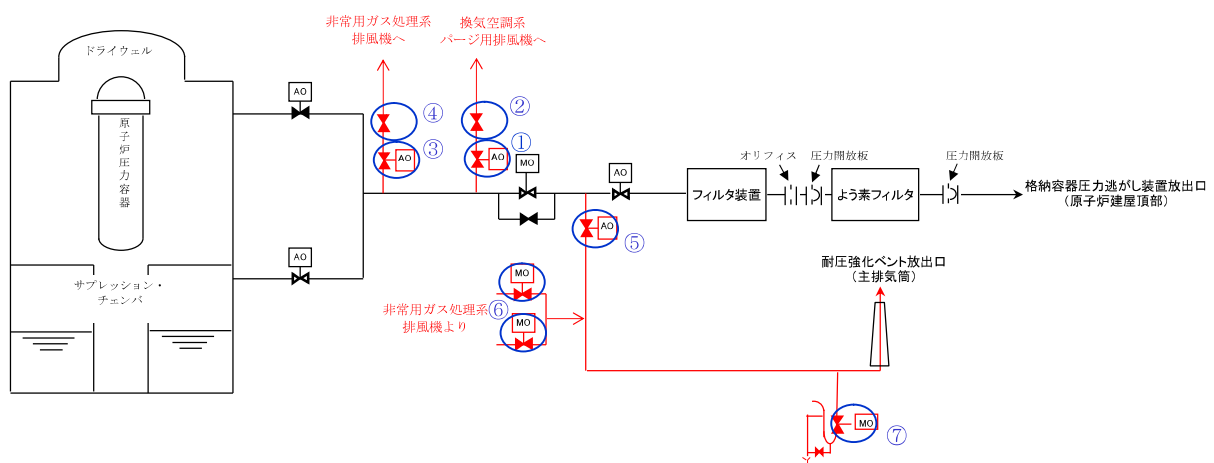 非常用ガス処理系
排風機へ
換気空調系
パージ用排風機へ
ドライウェル
原子炉圧力容器
サプレッション・
チェンバ
AO
AO
④
③
AO
②
①
AO
MO
AO
フィルタ装置
オリフィス
圧力開放板
よう素フィルタ
圧力開放板
格納容器圧力逃がし装置放出口
(原子炉建屋頂部)
AO
⑤
MO
⑥
MO
非常用ガス処理系
排風機より
耐圧強化ベント放出口
(主排気筒)
MO
⑦